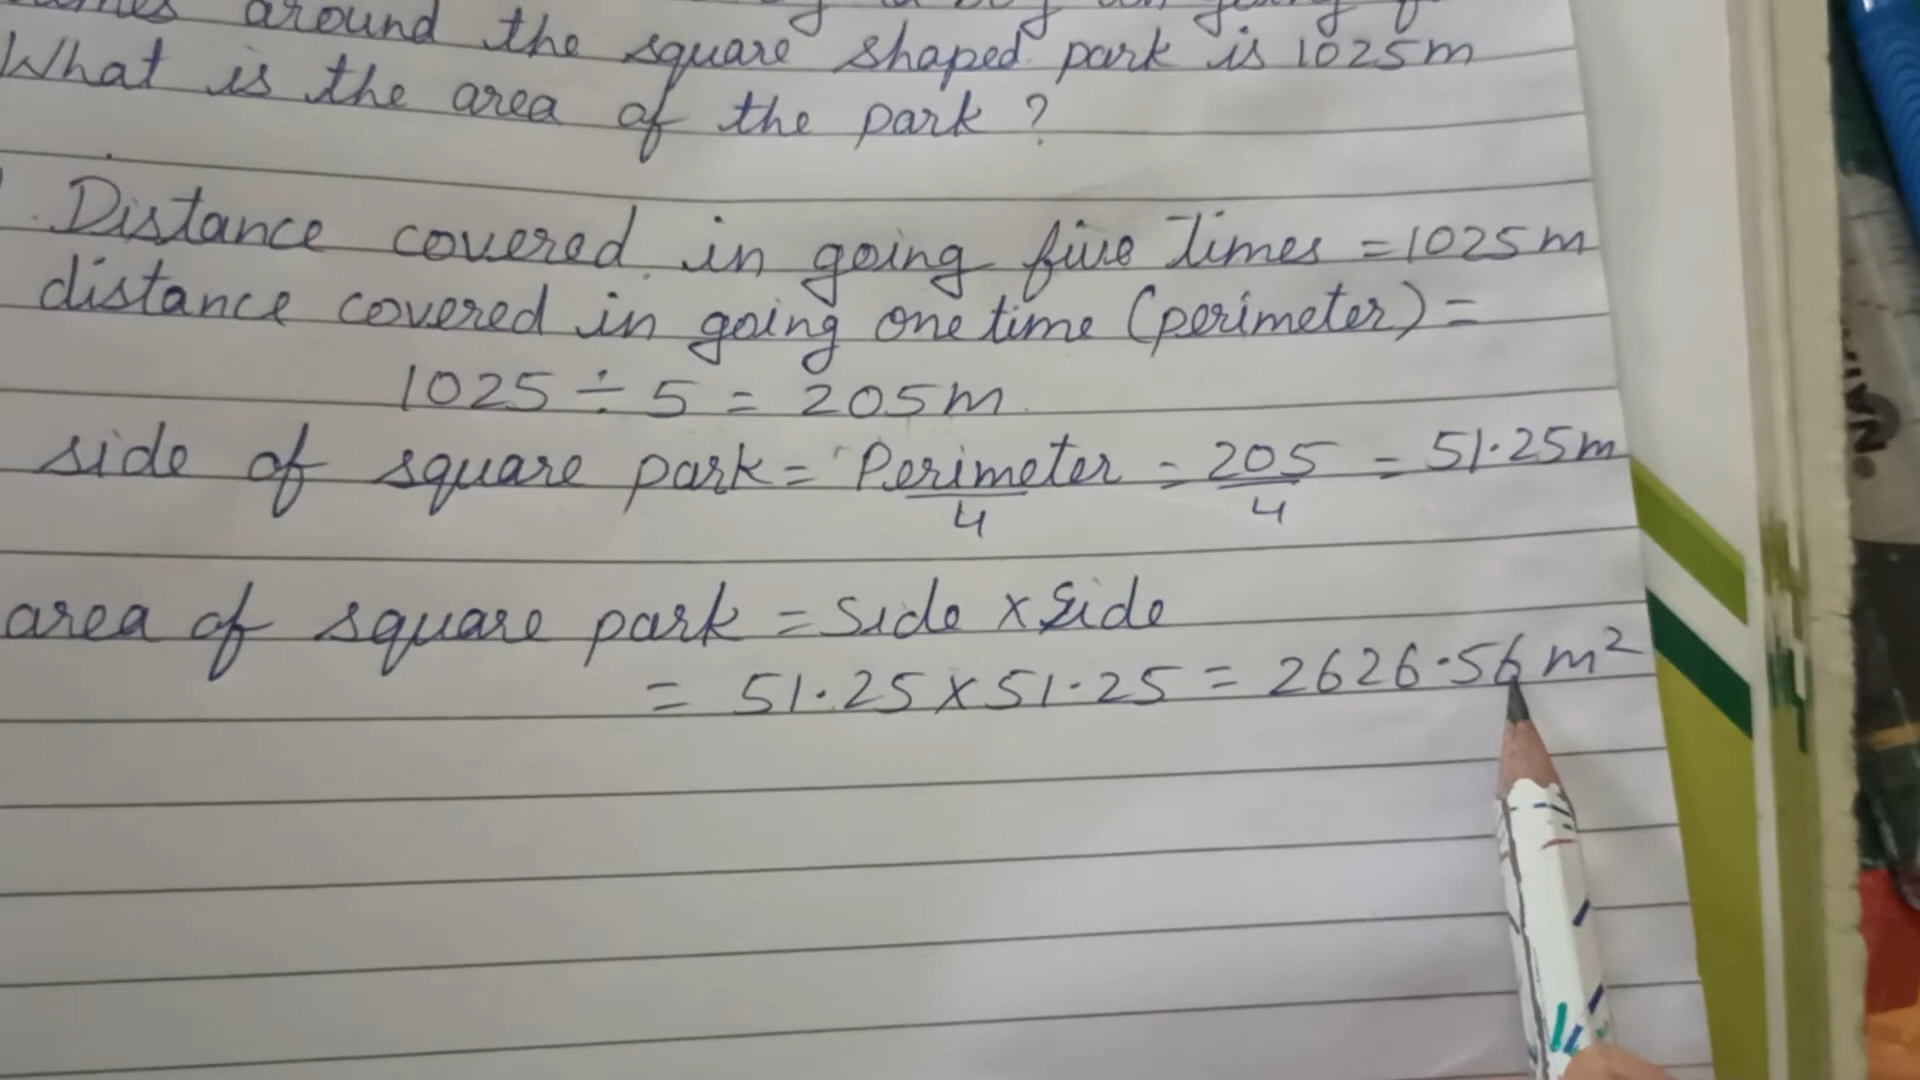 around the square shaped park is 1025m
What is the area of the park ?
Distance covered in going five times = 1025m
distance covered in going one time (perimeter) =
1025 ÷ 5 = 205m
side of square park = Perimeter/4 = 205/4 = 51.25m
area of square park = Side x Side
= 51.25 x 51.25 = 2626.56 m²